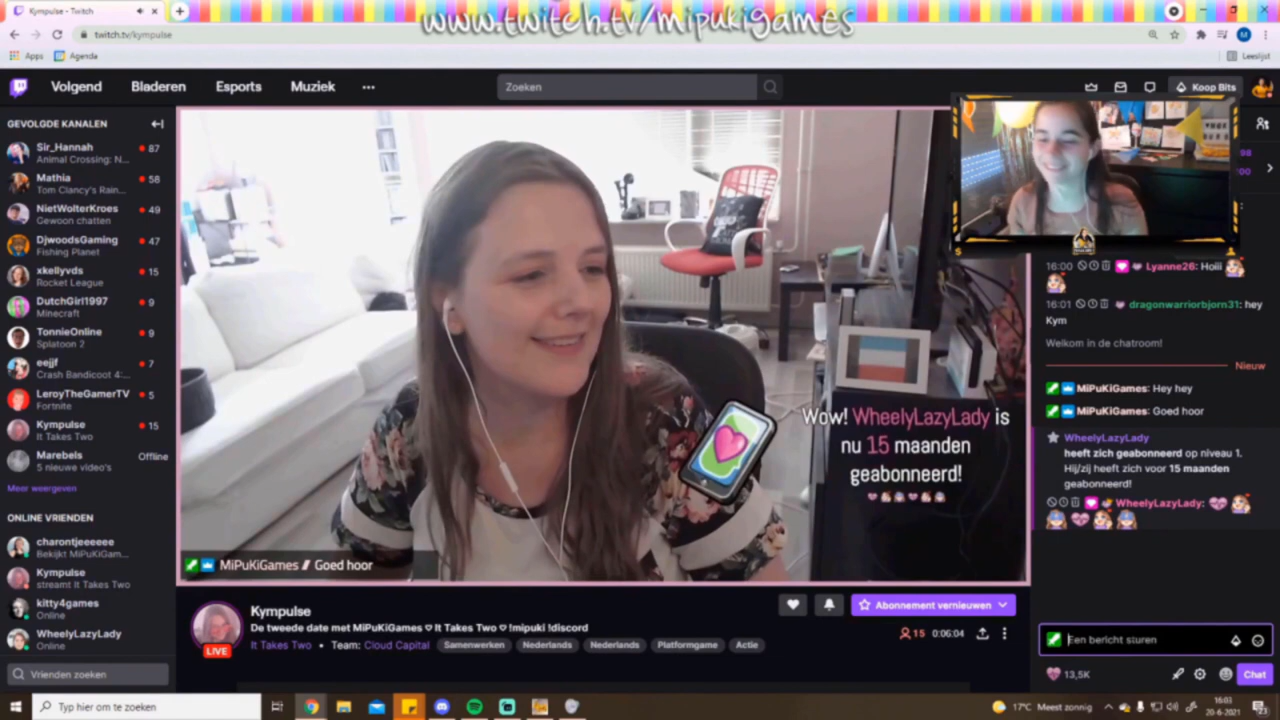 Kympulse - Twitch
www.twitch.tv/mipukigames
twitch.tv/kympulse
Apps
Agenda
Leeslijst
Volgend
Bladeren
Esports
Muziek
Zoeken
Koop Bits
GEVOLGDE KANALEN
Sir_Hannah
87
Animal Crossing: N...
Mathia
58
Tom Clancy's Rain...
NietWolterKroes
49
Gewoon chatten
DjwoodsGaming
47
Fishing Planet
xkellyvds
15
Rocket League
DutchGirl1997
9
Minecraft
TonnieOnline
9
Splatoon 2
eejjf
7
Crash Bandicoot 4:...
LeroyTheGamerTV
5
Fortnite
Kympulse
15
It Takes Two
Marebels
Offline
5 nieuwe video's
Meer weergeven
ONLINE VRIENDEN
charontjeeeeee
Bekijkt MiPuKiGam...
Kympulse
streamt It Takes Two
kitty4games
Online
WheelyLazyLady
Online
Vrienden zoeken
Wow! WheelyLazyLady is
nu 15 maanden
geabonneerd!
MiPuKiGames // Goed hoor
Kympulse
De tweede date met MiPuKiGames ♡ It Takes Two ♡ !mipuki !discord
It Takes Two • Team: Cloud Capital
Samenwerken
Nederlands
Nederlands
Platformgame
Actie
LIVE
Abonnement vernieuwen
15
0:06:04
16:00 Lyanne26: Hoiii
16:01 dragonwarriorbjorn31: hey
Kym
Welkom in de chatroom!
Nieuw
MiPuKiGames: Hey hey
MiPuKiGames: Goed hoor
WheelyLazyLady
heeft zich geabonneerd op niveau 1.
Hij/zij heeft zich voor 15 maanden
geabonneerd!
WheelyLazyLady:
Een bericht sturen
13,5K
Chat
Typ hier om te zoeken
17°C Meest zonnig
16:03
20-6-2021